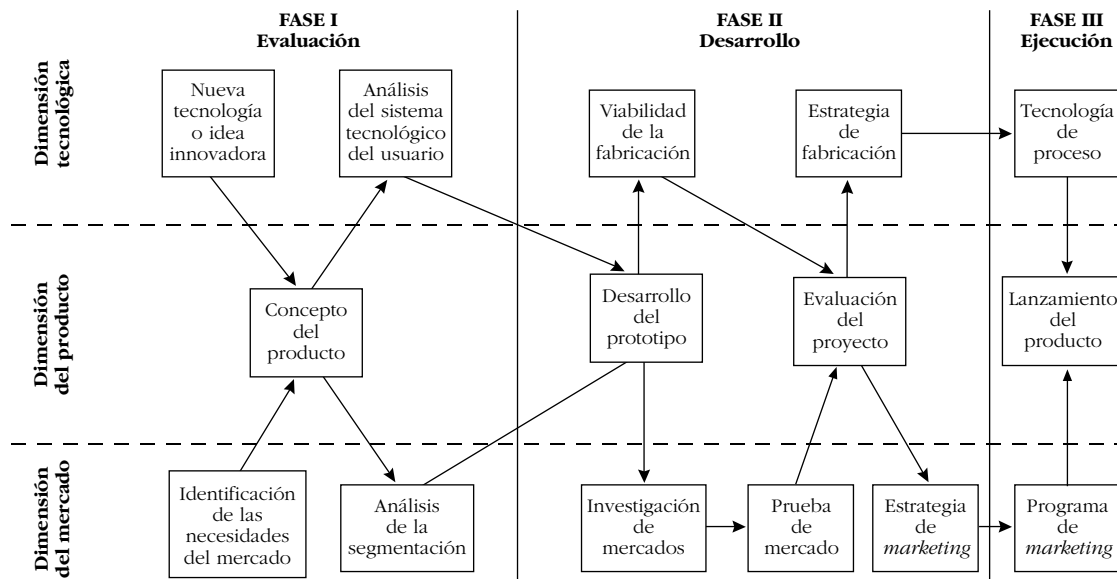 FASE I
Evaluación
FASE II
Desarrollo
FASE III
Ejecución
Dimensión
tecnológica
Nueva
tecnología
o idea
innovadora
Análisis
del sistema
tecnológico
del usuario
Viabilidad
de la
fabricación
Estrategia
de
fabricación
Tecnología
de
proceso
Dimensión
del producto
Concepto
del
producto
Desarrollo
del
prototipo
Evaluación
del
proyecto
Lanzamiento
del
producto
Dimensión
del mercado
Identificación
de las
necesidades
del mercado
Análisis
de la
segmentación
Investigación
de
mercados
Prueba
de
mercado
Estrategia
de
marketing
Programa
de
marketing